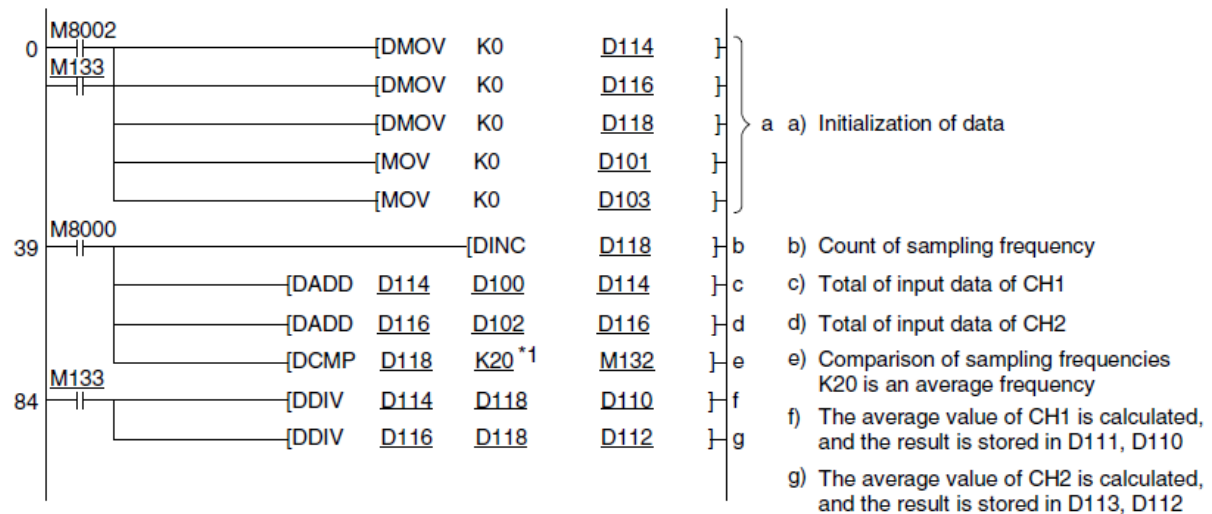 M8002
0 [DMOV K0 D114 ]
M133
[DMOV K0 D116 ]
[DMOV K0 D118 ] a a) Initialization of data
[MOV K0 D101 ]
[MOV K0 D103 ]
M8000
39 [DINC D118 ] b b) Count of sampling frequency
[DADD D114 D100 D114 ] c c) Total of input data of CH1
[DADD D116 D102 D116 ] d d) Total of input data of CH2
[DCMP D118 K20 *1 M132 ] e e) Comparison of sampling frequencies
K20 is an average frequency
M133
84 [DDIV D114 D118 D110 ] f f) The average value of CH1 is calculated,
and the result is stored in D111, D110
[DDIV D116 D118 D112 ] g g) The average value of CH2 is calculated,
and the result is stored in D113, D112